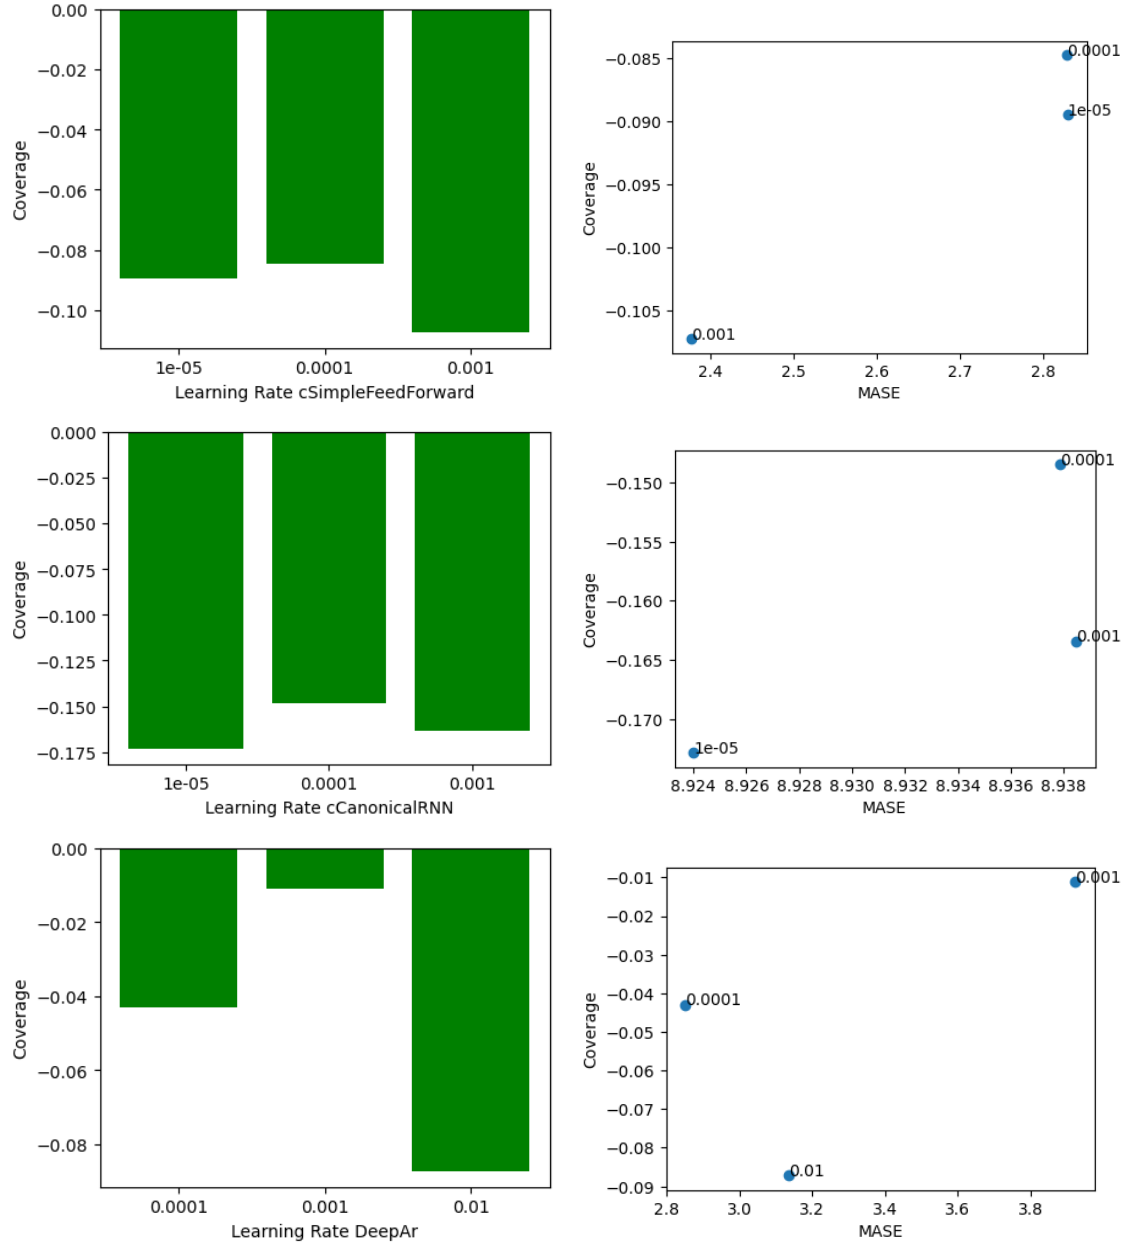 0.00
−0.02
−0.04
−0.06
−0.08
−0.10
Coverage
1e-05 0.0001 0.001
Learning Rate cSimpleFeedForward
−0.085
−0.090
−0.095
−0.100
−0.105
Coverage
0.0001
1e-05
0.001
2.4 2.5 2.6 2.7 2.8
MASE
0.000
−0.025
−0.050
−0.075
−0.100
−0.125
−0.150
−0.175
Coverage
1e-05 0.0001 0.001
Learning Rate cCanonicalRNN
−0.150
−0.155
−0.160
−0.165
−0.170
Coverage
0.0001
0.001
1e-05
8.924 8.926 8.928 8.930 8.932 8.934 8.936 8.938
MASE
0.00
−0.02
−0.04
−0.06
−0.08
Coverage
0.0001 0.001 0.01
Learning Rate DeepAr
−0.01
−0.02
−0.03
−0.04
−0.05
−0.06
−0.07
−0.08
−0.09
Coverage
0.001
0.0001
0.01
2.8 3.0 3.2 3.4 3.6 3.8
MASE